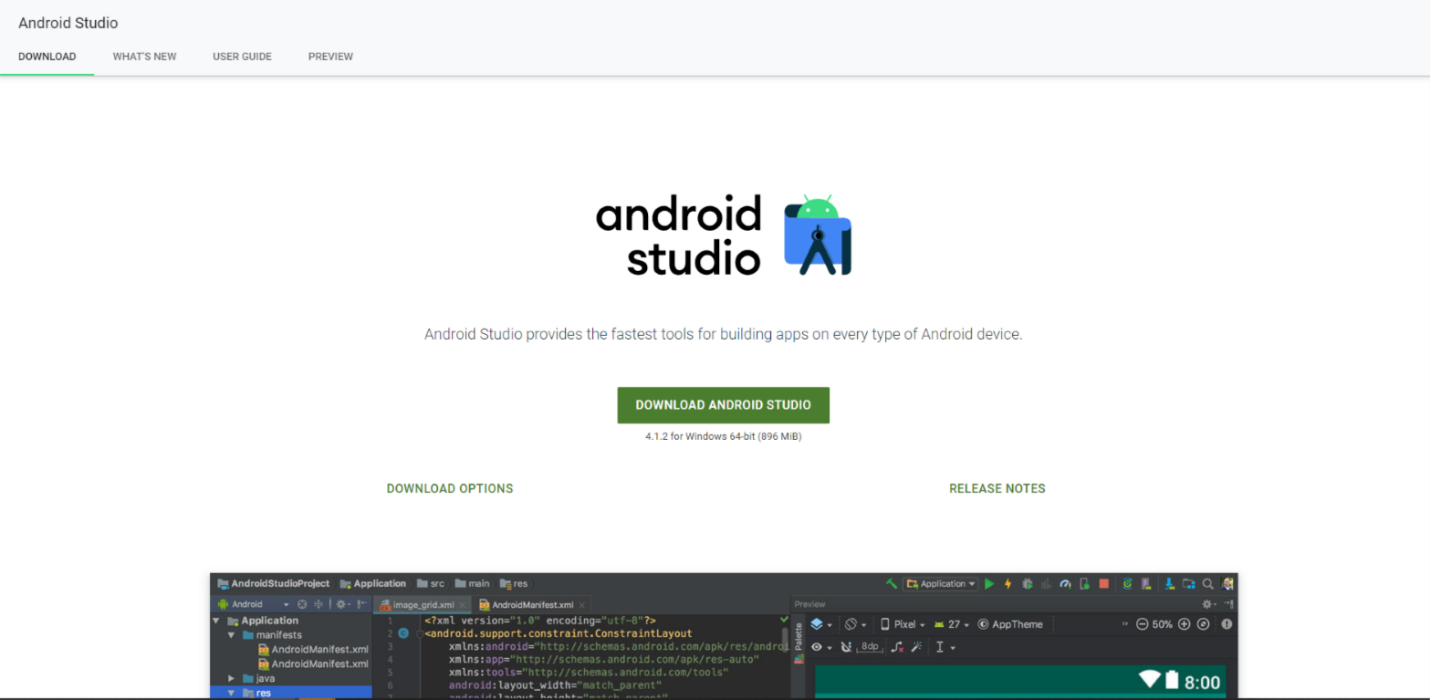 Android Studio
DOWNLOAD WHAT'S NEW USER GUIDE PREVIEW
android
studio
Android Studio provides the fastest tools for building apps on every type of Android device.
DOWNLOAD ANDROID STUDIO
4.1.2 for Windows 64-bit (896 MiB)
DOWNLOAD OPTIONS RELEASE NOTES
AndroidStudioProject Application src main res Application
Android image_grid.xml AndroidManifest.xml Preview
Application 1 <?xml version="1.0" encoding="utf-8"?>
manifests 2 <android.support.constraint.ConstraintLayout Palette Pixel 27 AppTheme 50%
AndroidManifest.xml 3 xmlns:android="http://schemas.android.com/apk/res/andro 8dp
AndroidManifest.xml 4 xmlns:app="http://schemas.android.com/apk/res-auto"
java 5 xmlns:tools="http://schemas.android.com/tools"
res 6 android:layout_width="match_parent" 8:00